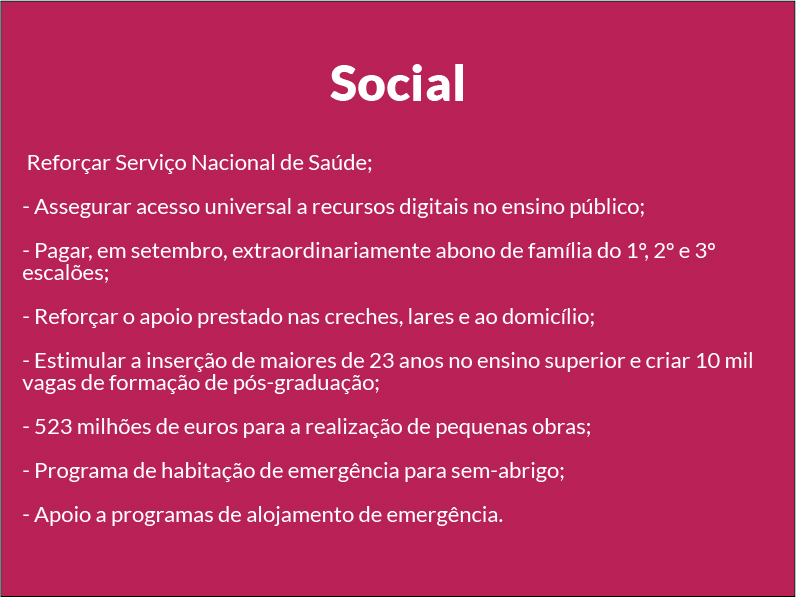 Social
Reforçar Serviço Nacional de Saúde;
- Assegurar acesso universal a recursos digitais no ensino público;
- Pagar, em setembro, extraordinariamente abono de família do 1º, 2º e 3º
escalões;
- Reforçar o apoio prestado nas creches, lares e ao domicílio;
- Estimular a inserção de maiores de 23 anos no ensino superior e criar 10 mil
vagas de formação de pós-graduação;
- 523 milhões de euros para a realização de pequenas obras;
- Programa de habitação de emergência para sem-abrigo;
- Apoio a programas de alojamento de emergência.